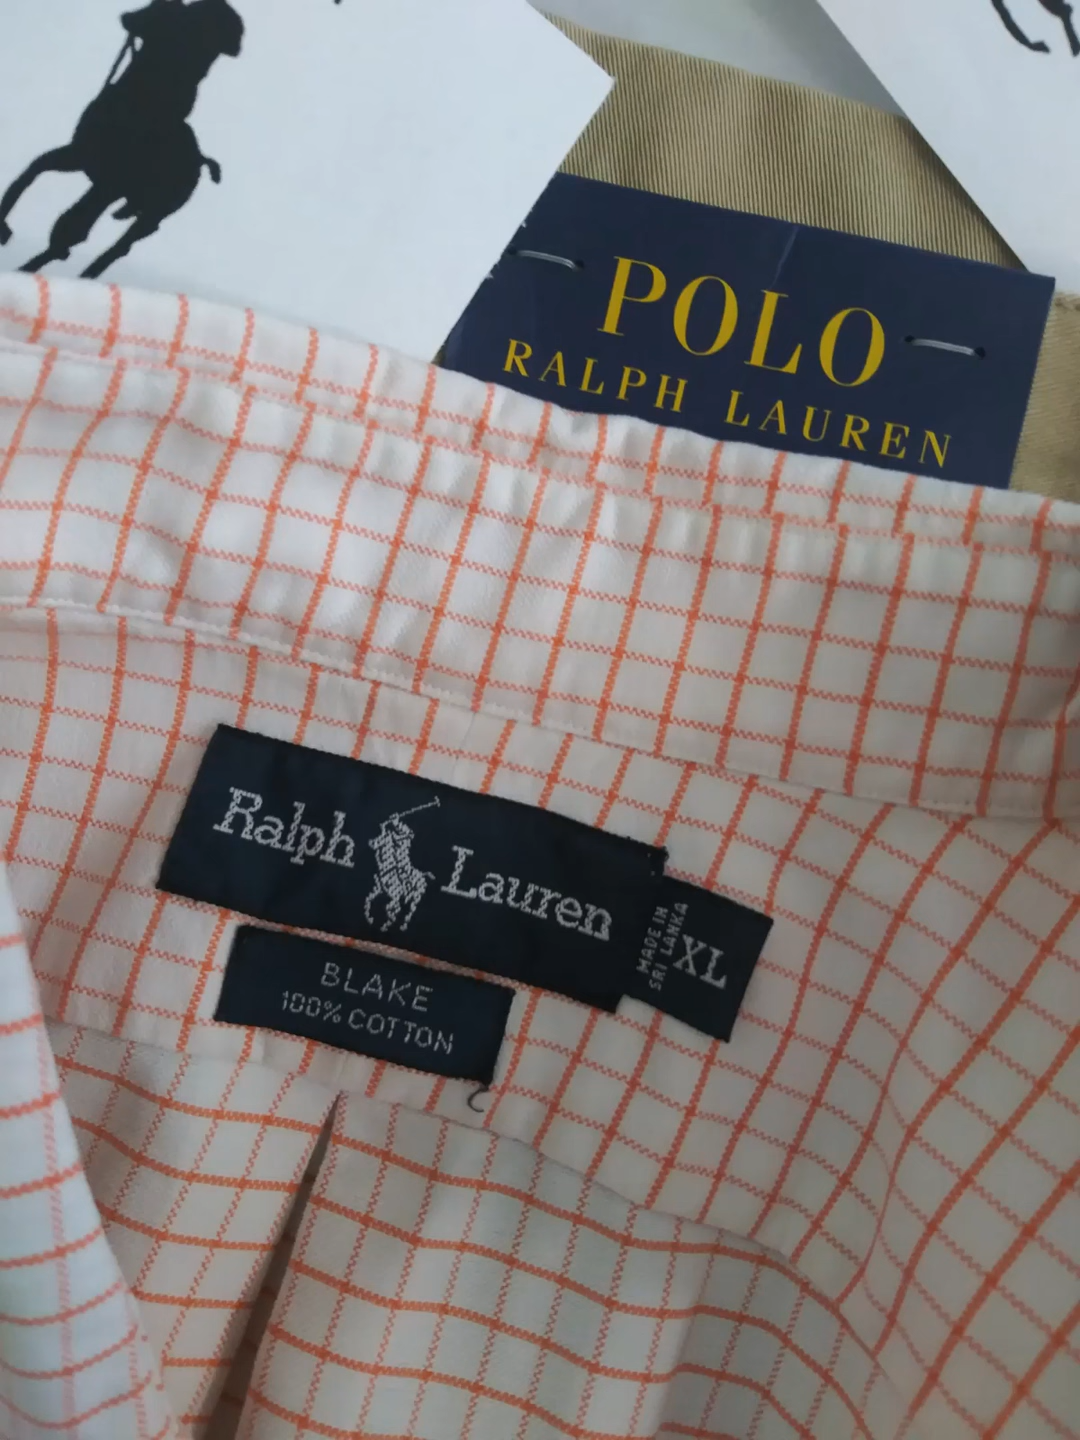 POLO
RALPH LAUREN
Ralph Lauren
MADE IN
SRI LANKA
XL
BLAKE
100% COTTON